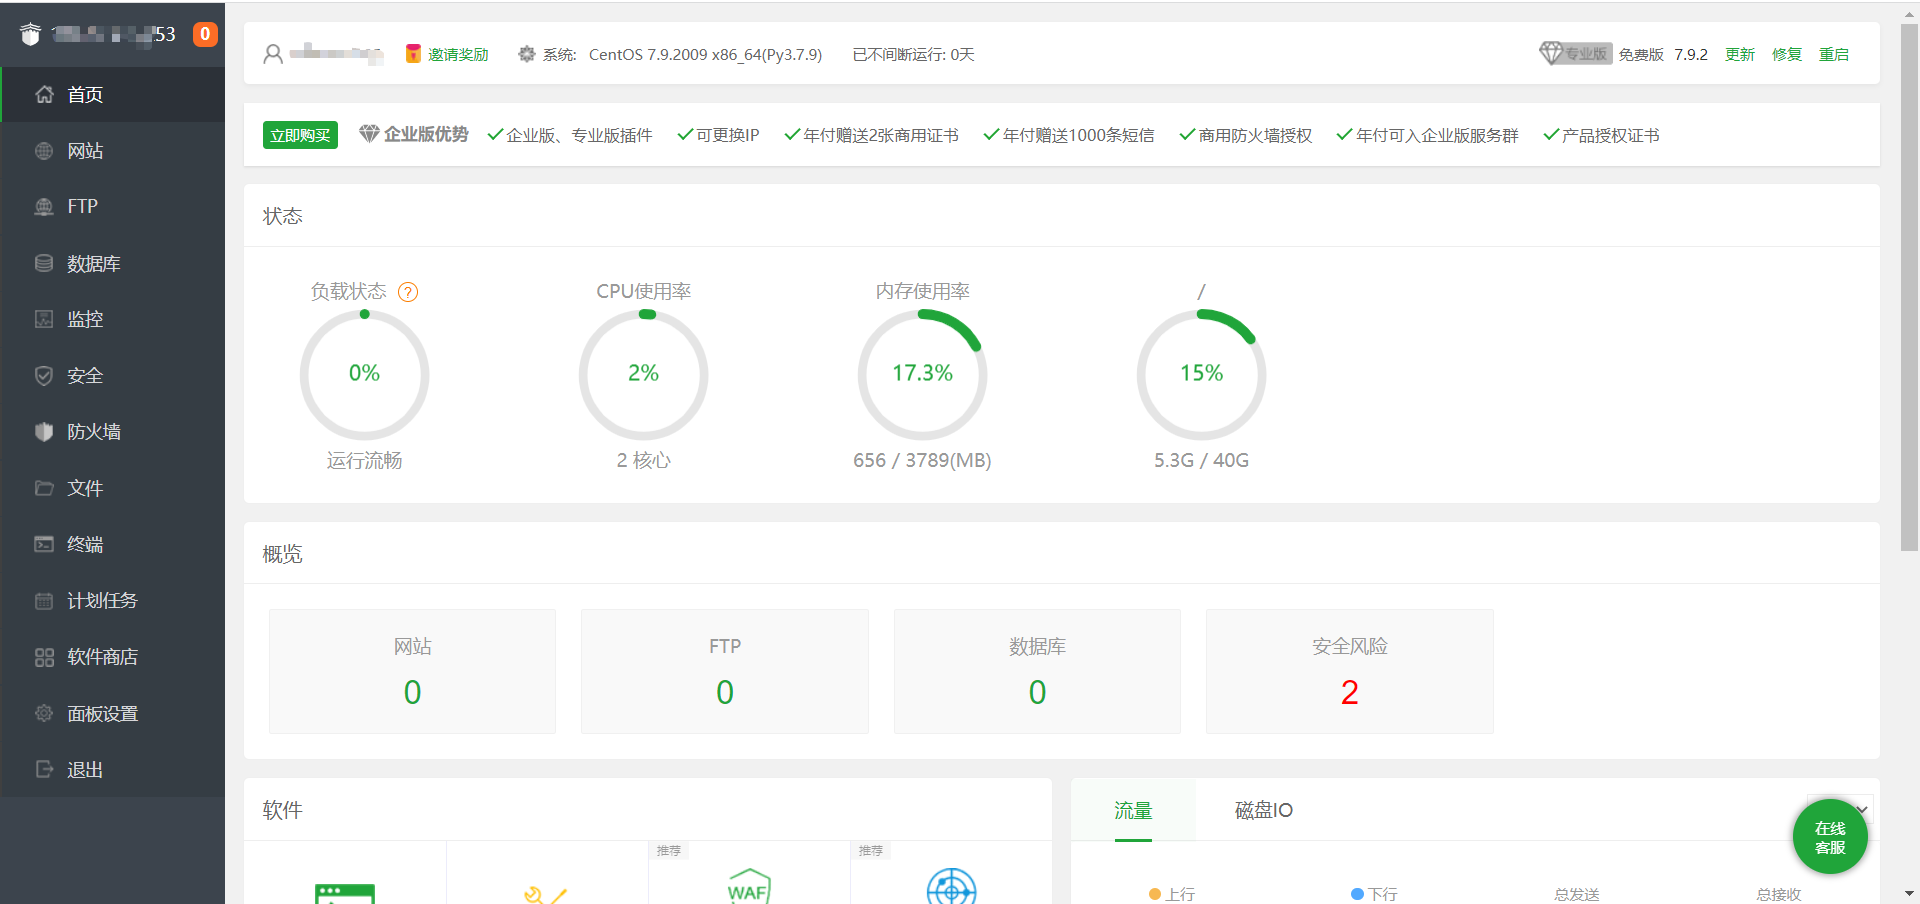 53 0
首页
网站
FTP
数据库
监控
安全
防火墙
文件
终端
计划任务
软件商店
面板设置
退出
邀请奖励 系统: CentOS 7.9.2009 x86_64(Py3.7.9) 已不间断运行: 0天 专业版 免费版 7.9.2 更新 修复 重启
立即购买 企业版优势 企业版、专业版插件 可更换IP 年付赠送2张商用证书 年付赠送1000条短信 商用防火墙授权 年付可入企业版服务群 产品授权证书
状态
负载状态 ? CPU使用率 内存使用率 /
0% 2% 17.3% 15%
运行流畅 2 核心 656 / 3789(MB) 5.3G / 40G
概览
网站 FTP 数据库 安全风险
0 0 0 2
软件
推荐 推荐
WAF
流量 磁盘IO
在线
客服
上行 下行 总发送 总接收